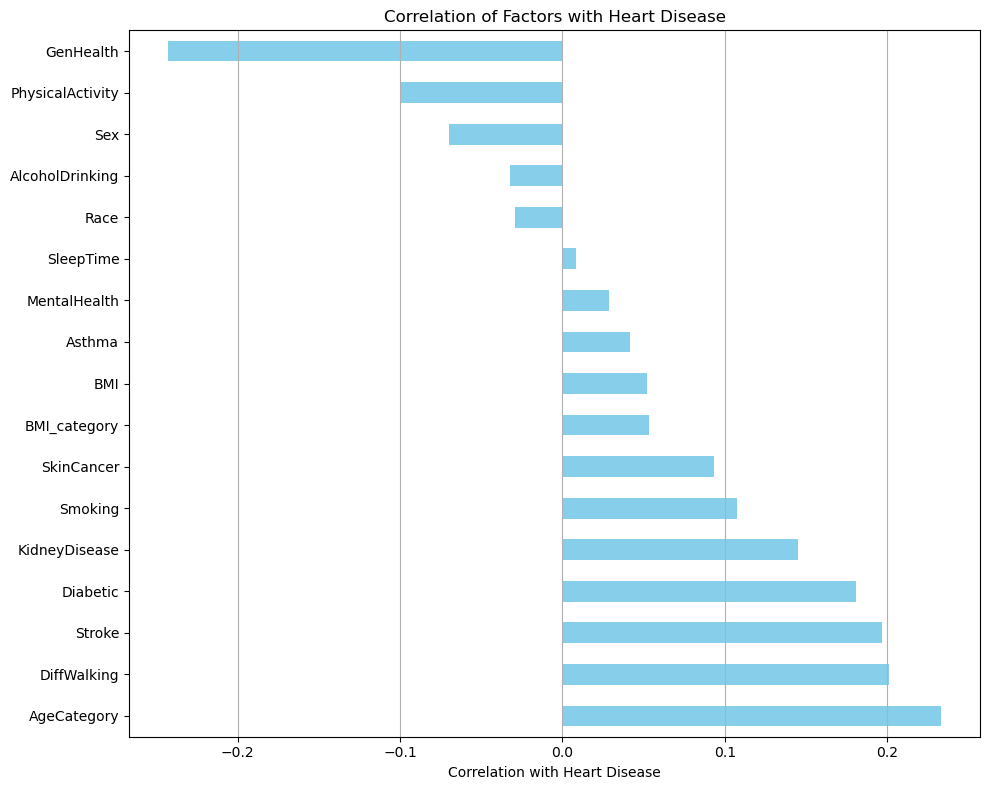 Correlation of Factors with Heart Disease
GenHealth
PhysicalActivity
Sex
AlcoholDrinking
Race
SleepTime
MentalHealth
Asthma
BMI
BMI_category
SkinCancer
Smoking
KidneyDisease
Diabetic
Stroke
DiffWalking
AgeCategory
−0.2 −0.1 0.0 0.1 0.2
Correlation with Heart Disease